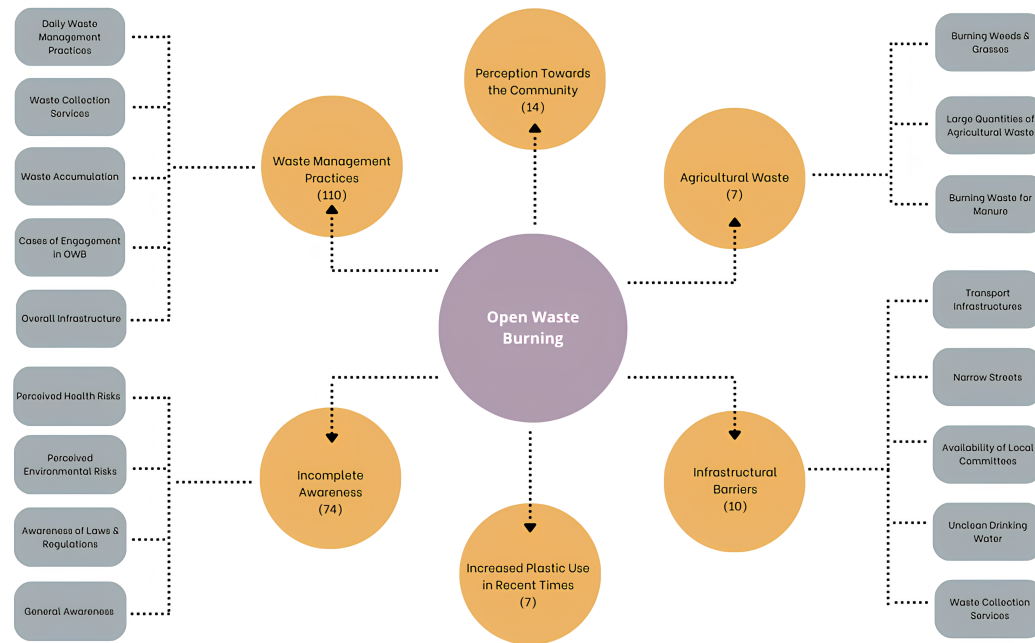 Daily Waste
Management
Practices
Waste Collection
Services
Waste Accumulation
Cases of Engagement
in OWB
Overall Infrastructure
Perceived Health Risks
Perceived
Environmental Risks
Awareness of Laws &
Regulations
General Awareness
Waste Management
Practices
(110)
Incomplete
Awareness
(74)
Perception Towards
the Community
(14)
Open Waste
Burning
Increased Plastic Use
in Recent Times
(7)
Agricultural Waste
(7)
Infrastructural
Barriers
(10)
Burning Weeds &
Grasses
Large Quantities of
Agricultural Waste
Burning Waste for
Manure
Transport
Infrastructures
Narrow Streets
Availability of Local
Committees
Unclean Drinking
Water
Waste Collection
Services